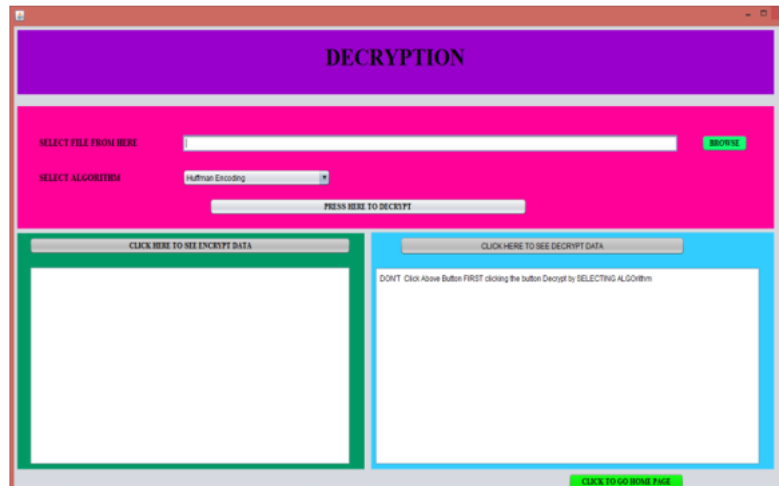 DECRYPTION
SELECT FILE FROM HERE
BROWSE
SELECT ALGORITHM
Huffman Encoding
PRESS HERE TO DECRYPT
CLICK HERE TO SEE ENCRYPT DATA
CLICK HERE TO SEE DECRYPT DATA
DON'T Click Above Button FIRST clicking the button Decrypt by SELECTING ALGOrithm
CLICK TO GO HOME PAGE